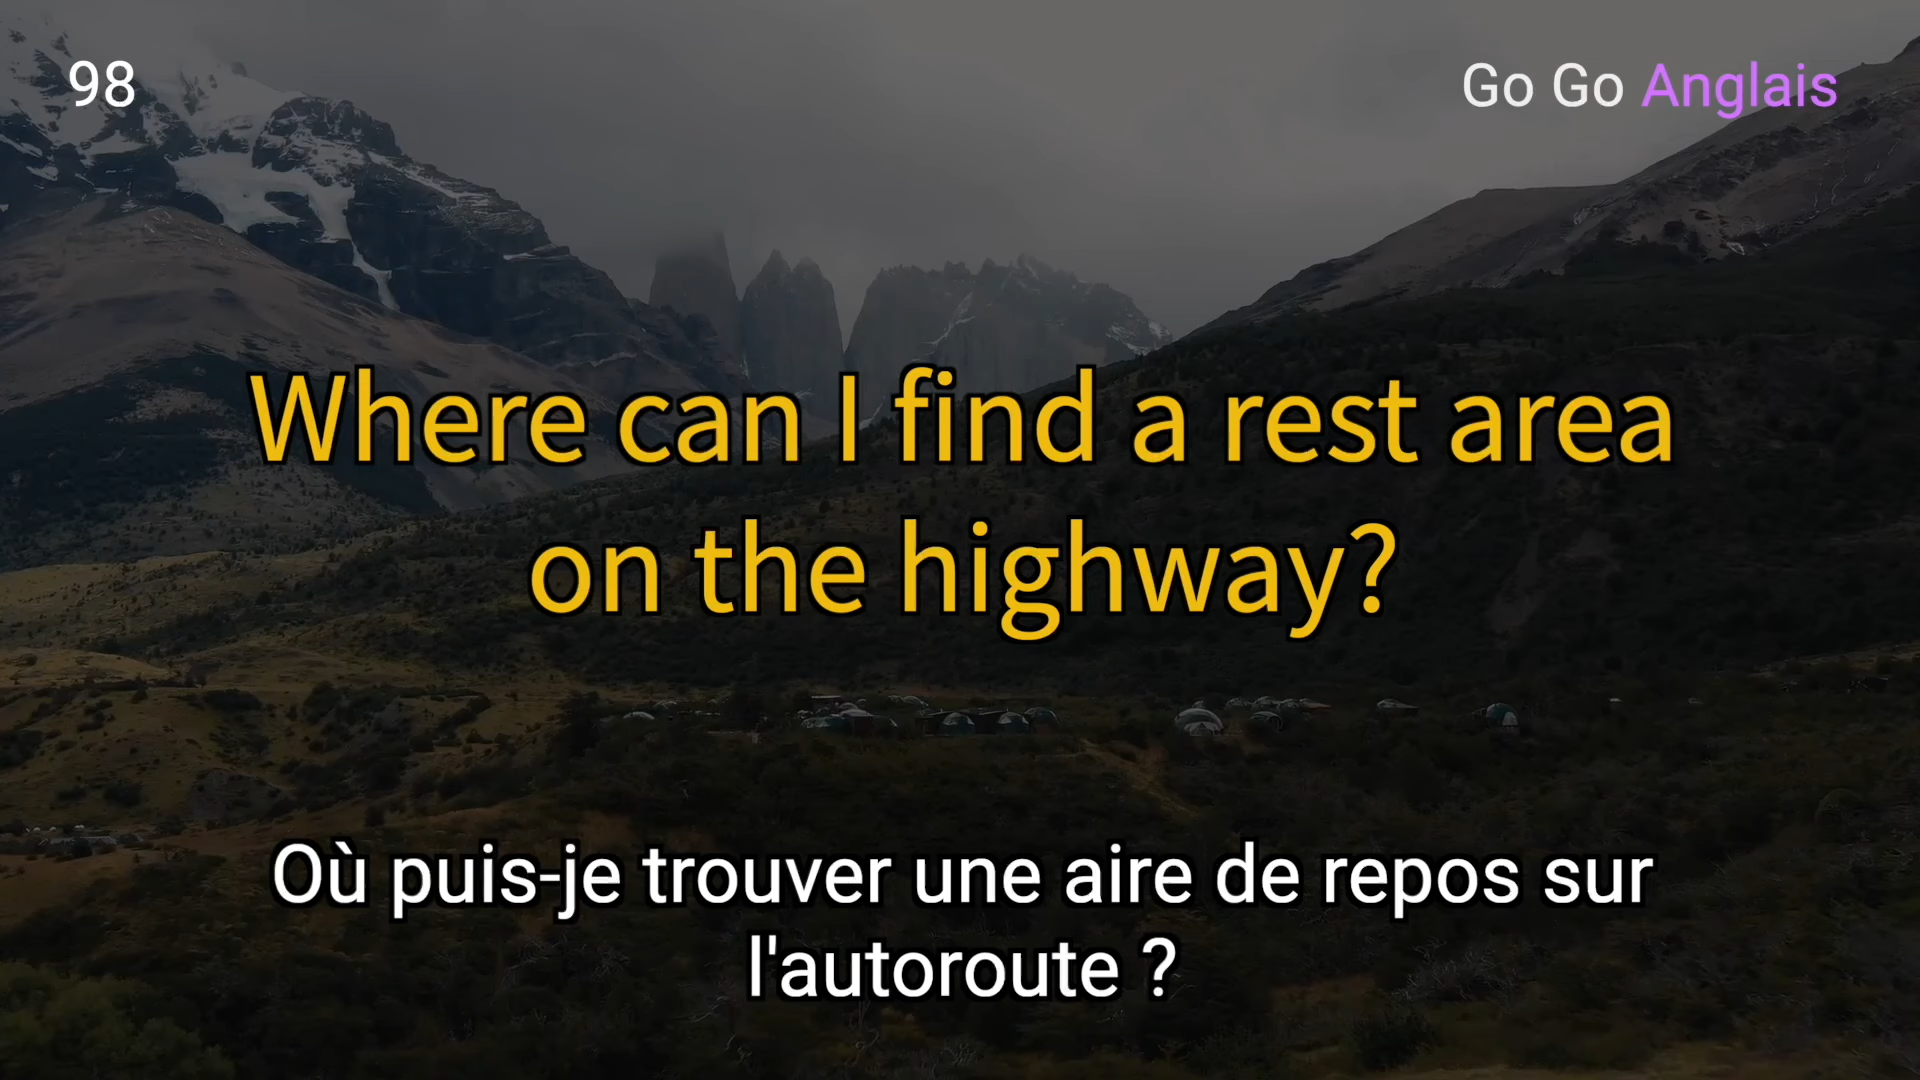 98
Go Go Anglais
Where can I find a rest area
on the highway?
Où puis-je trouver une aire de repos sur
l'autoroute ?